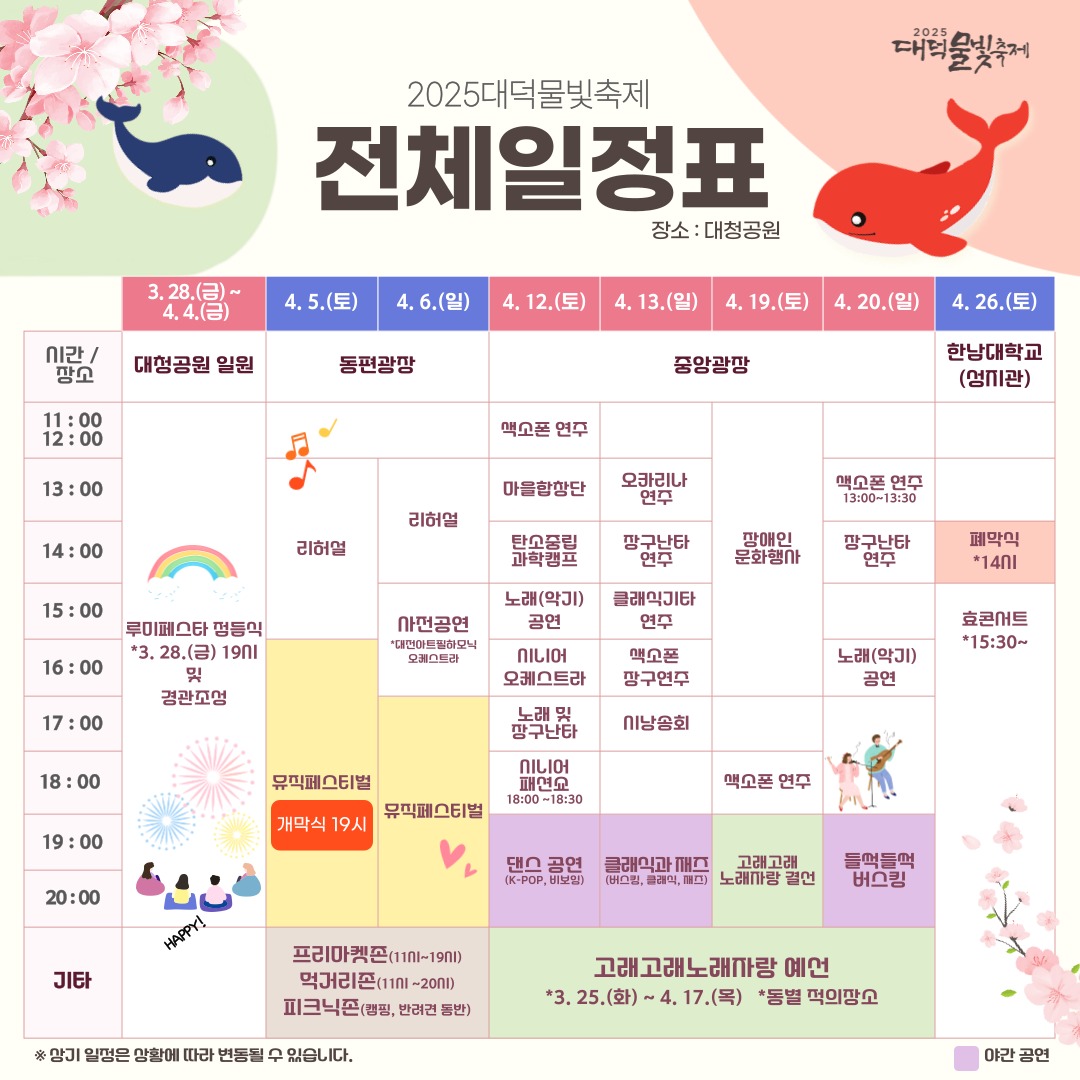 2025
대덕물빛축제
2025대덕물빛축제
전체일정표
장소 : 대청공원
3. 28.(금) ~
4. 4.(금)
4. 5.(토)
4. 6.(일)
4. 12.(토)
4. 13.(일)
4. 19.(토)
4. 20.(일)
4. 26.(토)
시간 /
장소
대청공원 일원
동편광장
중앙광장
한남대학교
(성지관)
11 : 00
12 : 00
색소폰 연주
13 : 00
리허설
마을합창단
오카리나
연주
색소폰 연주
13:00~13:30
14 : 00
리허설
탄소중립
과학캠프
장구난타
연주
장애인
문화행사
장구난타
연주
폐막식
*14시
15 : 00
루미페스타 점등식
*3. 28.(금) 19시
및
경관조성
사전공연
*대전아트필하모닉
오케스트라
노래(악기)
공연
클래식기타
연주
효콘서트
*15:30~
16 : 00
시니어
오케스트라
색소폰
장구연주
노래(악기)
공연
17 : 00
노래 및
장구난타
시낭송회
18 : 00
뮤직페스티벌
개막식 19시
뮤직페스티벌
시니어
패션쇼
18:00 ~18:30
색소폰 연주
19 : 00
댄스 공연
(K-POP, 비보잉)
클래식과 재즈
(버스킹, 클래식, 재즈)
고래고래
노래자랑 결선
들썩들썩
버스킹
20 : 00
HAPPY!
기타
프리마켓존(11시~19시)
먹거리존(11시 ~20시)
피크닉존(캠핑, 반려견 동반)
고래고래노래자랑 예선
*3. 25.(화) ~ 4. 17.(목) *동별 적의장소
※ 상기 일정은 상황에 따라 변동될 수 있습니다.
야간 공연